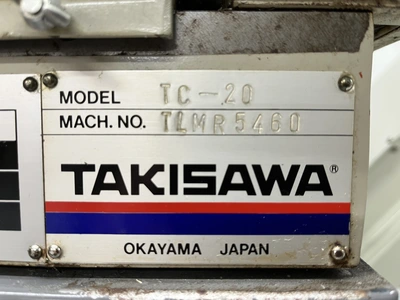 MODEL TC-20
MACH. NO. TLMR5460
TAKISAWA®
OKAYAMA JAPAN